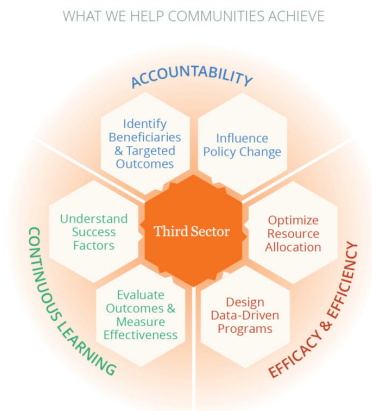 WHAT WE HELP COMMUNITIES ACHIEVE
ACCOUNTABILITY
Identify
Beneficiaries
& Targeted
Outcomes
Influence
Policy Change
Understand
Success
Factors
Third Sector
Optimize
Resource
Allocation
Evaluate
Outcomes &
Measure
Effectiveness
Design
Data-Driven
Programs
CONTINUOUS LEARNING
EFFICACY & EFFICIENCY